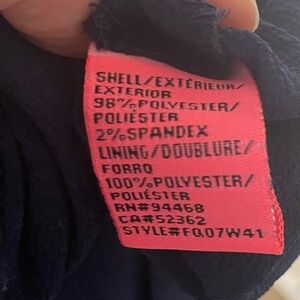 SHELL/EXTÉRIEUR/
EXTERIOR
98%POLYESTER/
POLIÉSTER
2%SPANDEX
LINING/DOUBLURE/
FORRO
100%POLYESTER/
POLIÉSTER
RN#94468
CA#52362
STYLE#FQ07W41